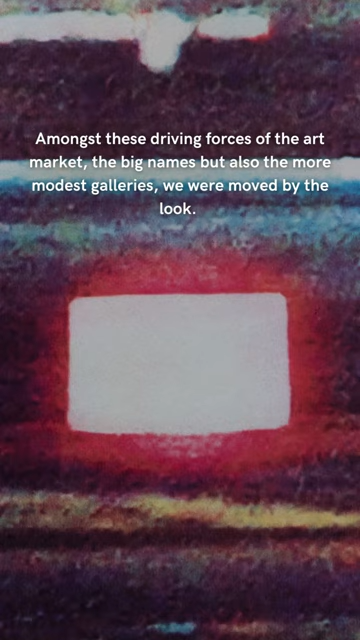 Amongst these driving forces of the art
market, the big names but also the more
modest galleries, we were moved by the
look.